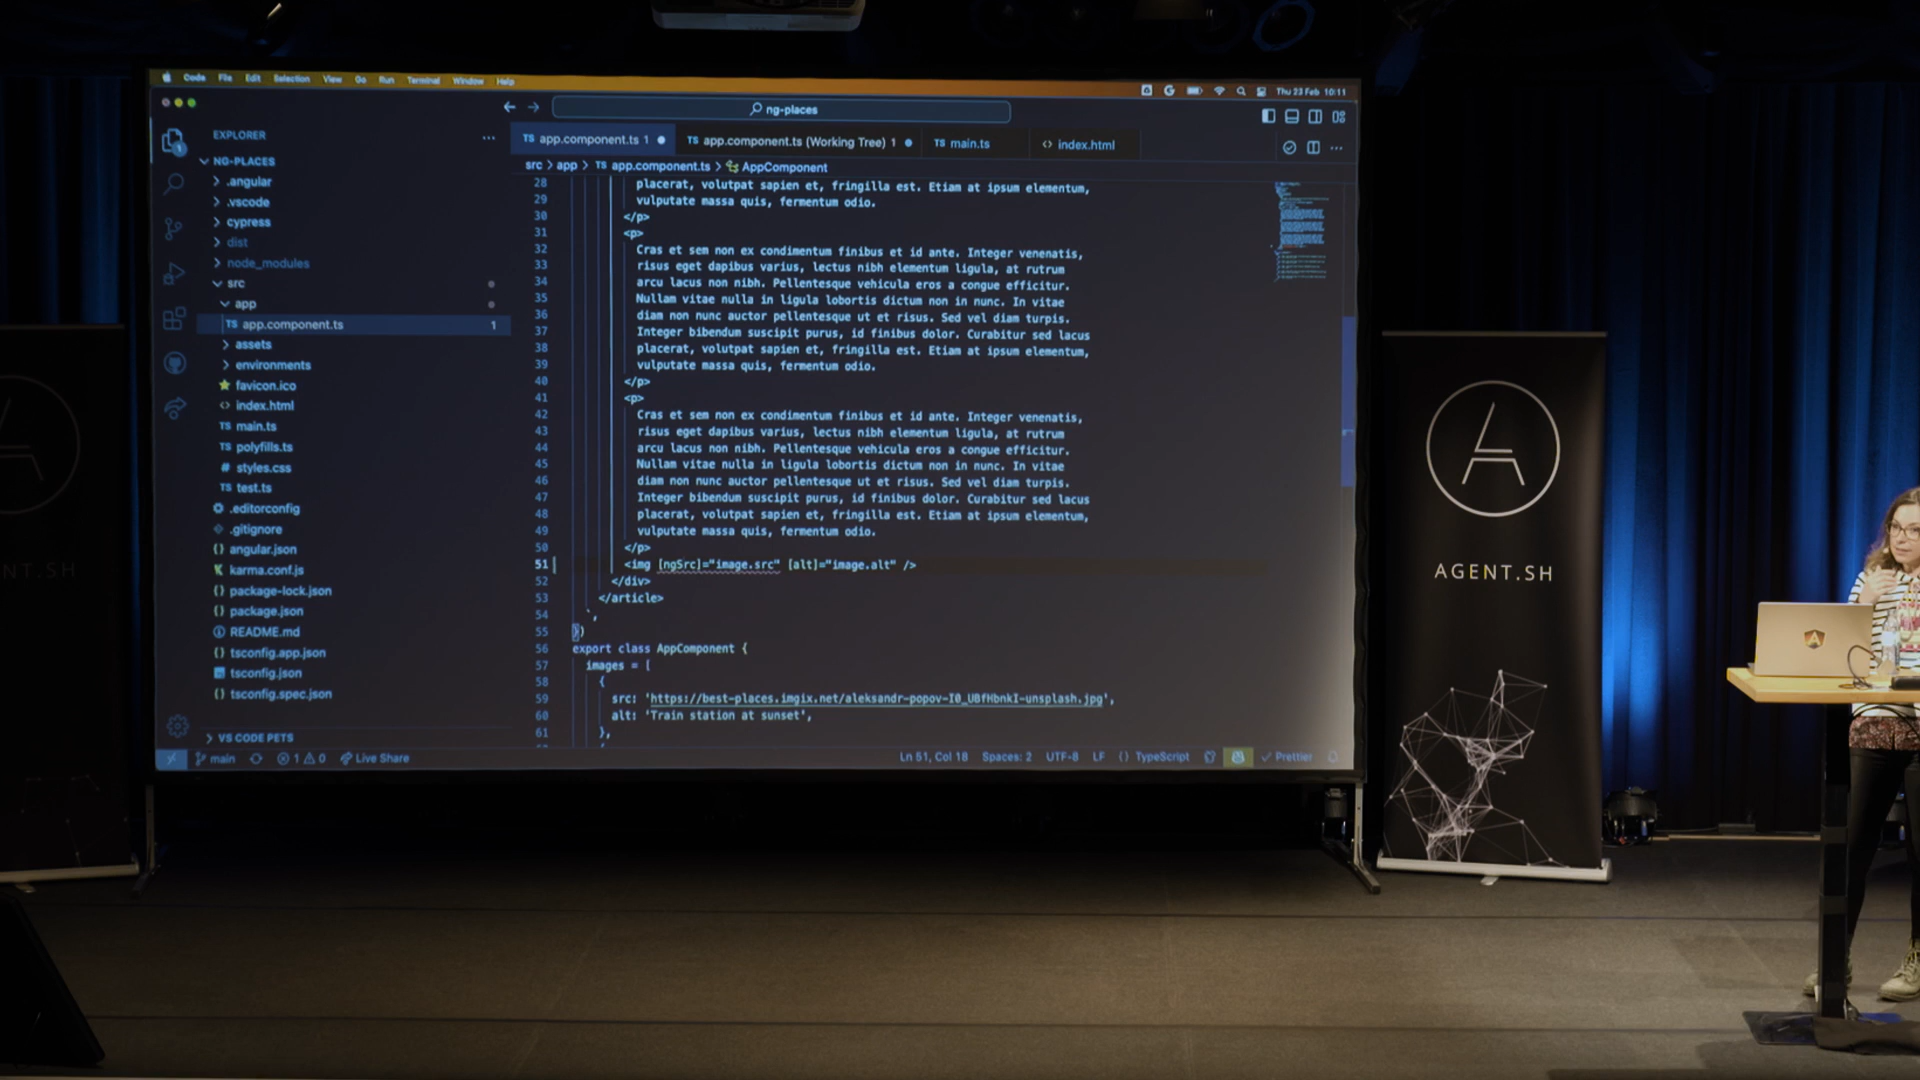 Code File Edit Selection View Go Run Terminal Window Help
Thu 23 Feb 10:11
ng-places
EXPLORER
NG-PLACES
.angular
.vscode
cypress
dist
node_modules
src
app
TS app.component.ts 1
assets
environments
favicon.ico
<> index.html
TS main.ts
TS polyfills.ts
# styles.css
TS test.ts
.editorconfig
.gitignore
{} angular.json
karma.conf.js
{} package-lock.json
{} package.json
README.md
{} tsconfig.app.json
tsconfig.json
{} tsconfig.spec.json
VS CODE PETS
TS app.component.ts 1
TS app.component.ts (Working Tree) 1
TS main.ts
<> index.html
src > app > TS app.component.ts > AppComponent
28 placerat, volutpat sapien et, fringilla est. Etiam at ipsum elementum,
29 vulputate massa quis, fermentum odio.
30 </p>
31 <p>
32 Cras et sem non ex condimentum finibus et id ante. Integer venenatis,
33 risus eget dapibus varius, lectus nibh elementum ligula, at rutrum
34 arcu lacus non nibh. Pellentesque vehicula eros a congue efficitur.
35 Nullam vitae nulla in ligula lobortis dictum non in nunc. In vitae
36 diam non nunc auctor pellentesque ut et risus. Sed vel diam turpis.
37 Integer bibendum suscipit purus, id finibus dolor. Curabitur sed lacus
38 placerat, volutpat sapien et, fringilla est. Etiam at ipsum elementum,
39 vulputate massa quis, fermentum odio.
40 </p>
41 <p>
42 Cras et sem non ex condimentum finibus et id ante. Integer venenatis,
43 risus eget dapibus varius, lectus nibh elementum ligula, at rutrum
44 arcu lacus non nibh. Pellentesque vehicula eros a congue efficitur.
45 Nullam vitae nulla in ligula lobortis dictum non in nunc. In vitae
46 diam non nunc auctor pellentesque ut et risus. Sed vel diam turpis.
47 Integer bibendum suscipit purus, id finibus dolor. Curabitur sed lacus
48 placerat, volutpat sapien et, fringilla est. Etiam at ipsum elementum,
49 vulputate massa quis, fermentum odio.
50 </p>
51 <img [ngSrc]="image.src" [alt]="image.alt" />
52 </div>
53 </article>
54 `,
55 })
56 export class AppComponent {
57 images = [
58 {
59 src: 'https://best-places.imgix.net/aleksandr-popov-I0_UBfHbnkI-unsplash.jpg',
60 alt: 'Train station at sunset',
61 },
main 1 0 Live Share
Ln 51, Col 18 Spaces: 2 UTF-8 LF {} TypeScript Prettier
AGENT.SH
NT.SH